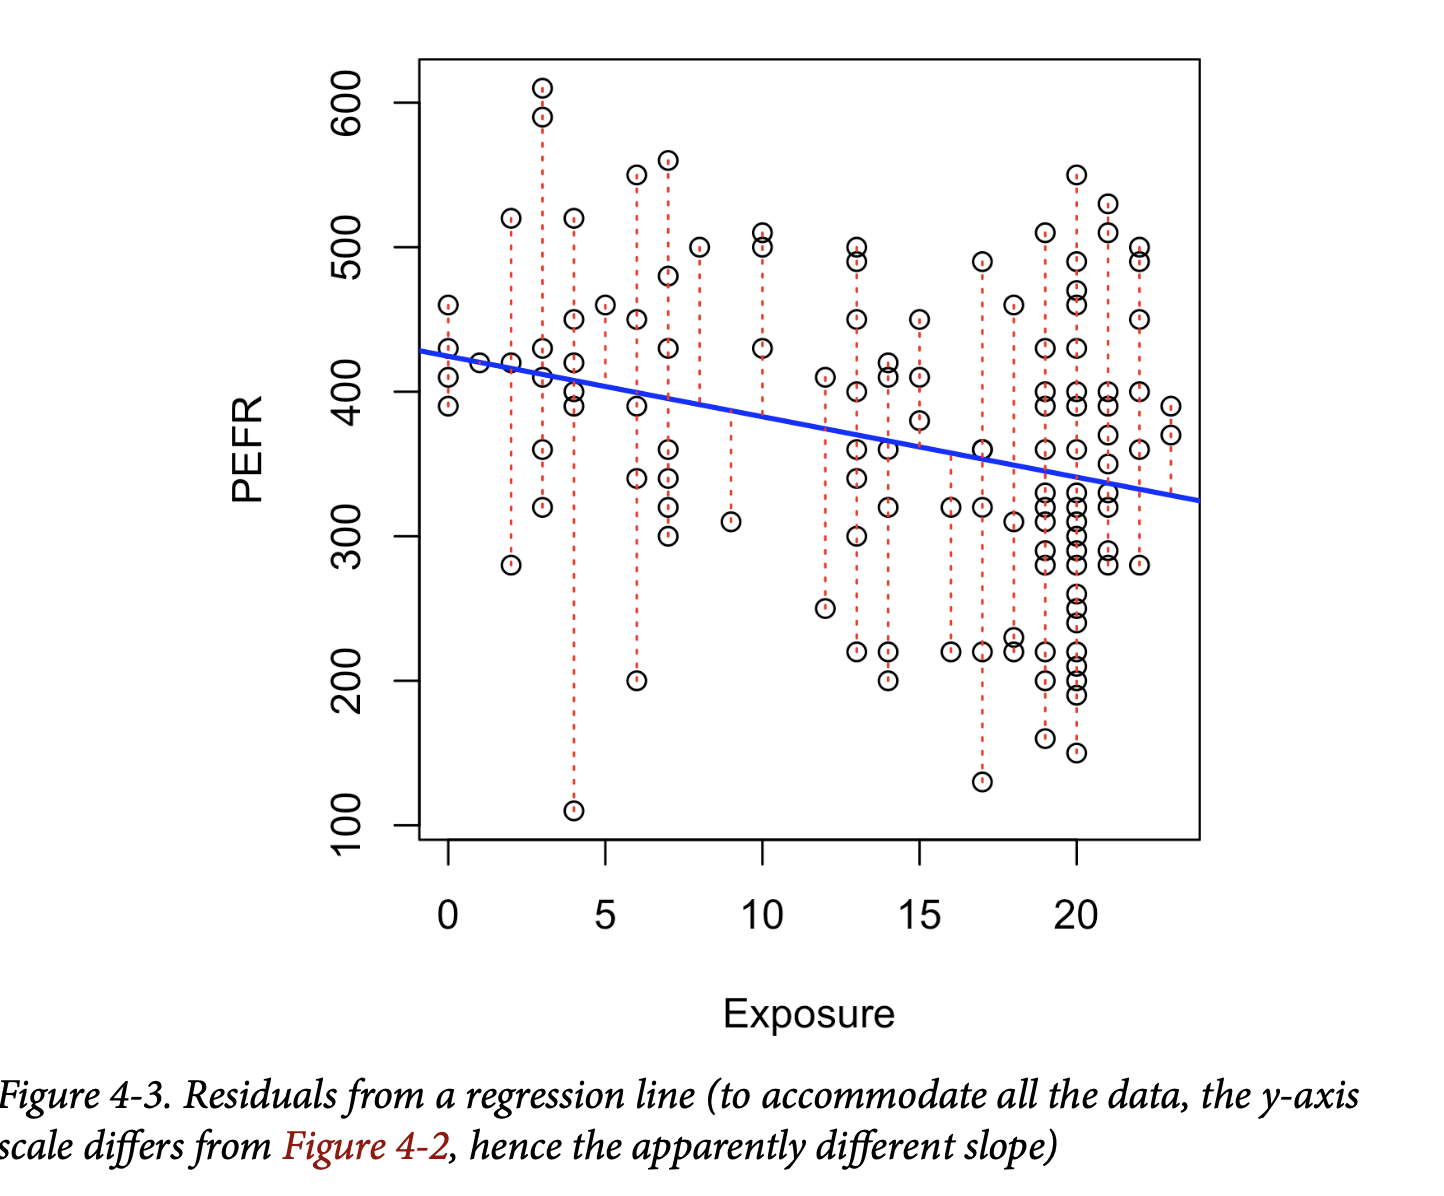 600
500
400
300
200
100
PEFR
0 5 10 15 20
Exposure
Figure 4-3. Residuals from a regression line (to accommodate all the data, the y-axis
scale differs from Figure 4-2, hence the apparently different slope)